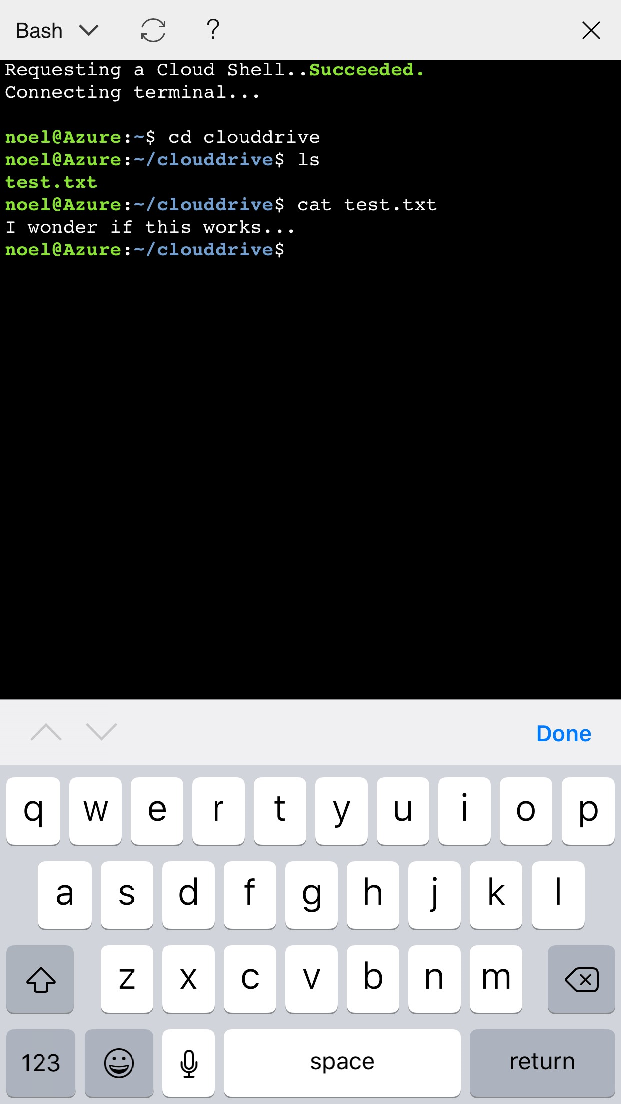 Bash ?
Requesting a Cloud Shell..Succeeded.
Connecting terminal...
noel@Azure:~$ cd clouddrive
noel@Azure:~/clouddrive$ ls
test.txt
noel@Azure:~/clouddrive$ cat test.txt
I wonder if this works...
noel@Azure:~/clouddrive$
Done
q w e r t y u i o p
a s d f g h j k l
z x c v b n m
123 space return